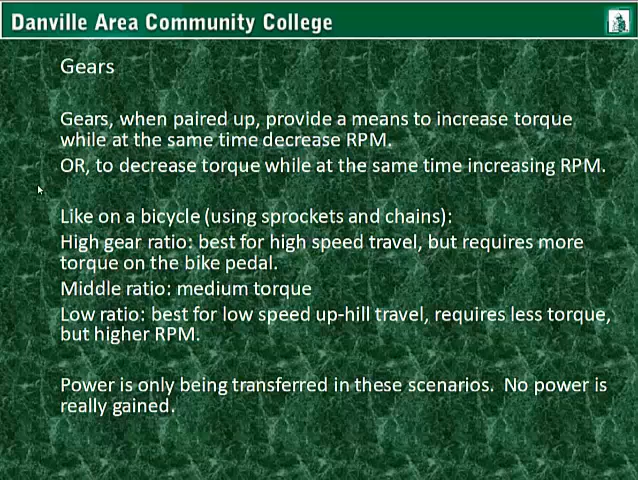 Danville Area Community College
Gears
Gears, when paired up, provide a means to increase torque
while at the same time decrease RPM.
OR, to decrease torque while at the same time increasing RPM.
Like on a bicycle (using sprockets and chains):
High gear ratio: best for high speed travel, but requires more
torque on the bike pedal.
Middle ratio: medium torque
Low ratio: best for low speed up-hill travel, requires less torque,
but higher RPM.
Power is only being transferred in these scenarios.  No power is
really gained.